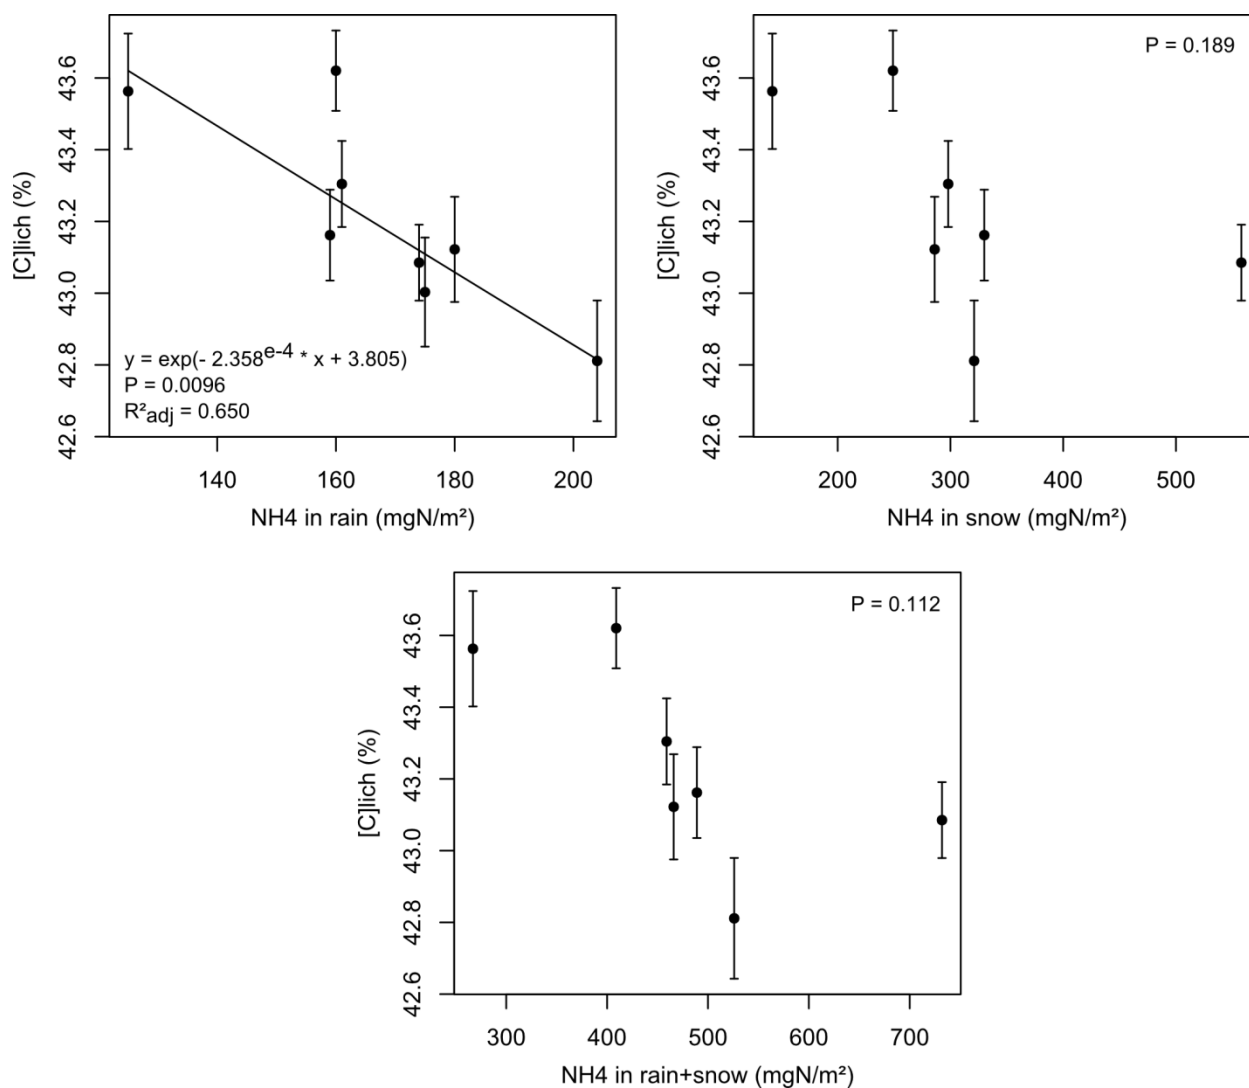 43.6
43.4
43.2
43.0
42.8
42.6
[C]lich (%)
y = exp(- 2.358e-4 * x + 3.805)
P = 0.0096
R²adj = 0.650
140 160 180 200
NH4 in rain (mgN/m²)
P = 0.189
43.6
43.4
43.2
43.0
42.8
42.6
[C]lich (%)
200 300 400 500
NH4 in snow (mgN/m²)
P = 0.112
43.6
43.4
43.2
43.0
42.8
42.6
[C]lich (%)
300 400 500 600 700
NH4 in rain+snow (mgN/m²)